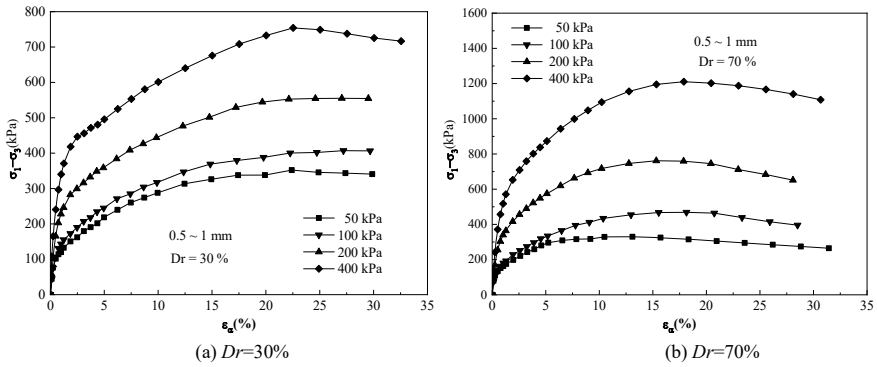 800
700
600
500
400
300
200
100
0
σ₁−σ₃(kPa)
0.5 ~ 1 mm
Dr = 30 %
50 kPa
100 kPa
200 kPa
400 kPa
0 5 10 15 20 25 30 35
εα(%)
(a) Dr=30%
1600
1400
1200
1000
800
600
400
200
0
σ₁−σ₃(kPa)
50 kPa
100 kPa
200 kPa
400 kPa
0.5 ~ 1 mm
Dr = 70 %
0 5 10 15 20 25 30 35
εα(%)
(b) Dr=70%